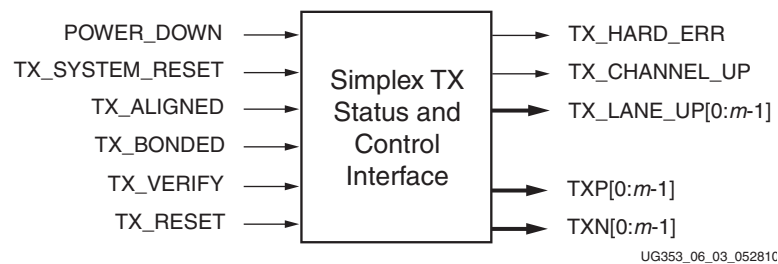 POWER_DOWN
TX_SYSTEM_RESET
TX_ALIGNED
TX_BONDED
TX_VERIFY
TX_RESET
Simplex TX
Status and
Control
Interface
TX_HARD_ERR
TX_CHANNEL_UP
TX_LANE_UP[0:m-1]
TXP[0:m-1]
TXN[0:m-1]
UG353_06_03_052810